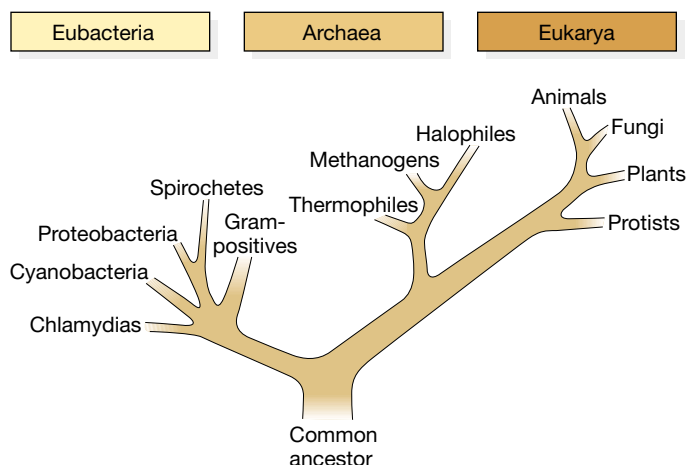 Eubacteria
Archaea
Eukarya
Animals
Fungi
Halophiles
Methanogens
Plants
Spirochetes
Thermophiles
Gram-
positives
Protists
Proteobacteria
Cyanobacteria
Chlamydias
Common
ancestor